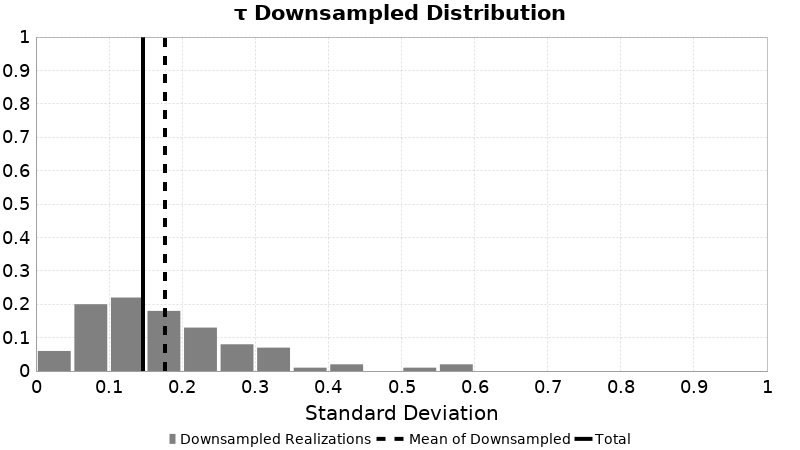 τ Downsampled Distribution
1
0.9
0.8
0.7
0.6
0.5
0.4
0.3
0.2
0.1
0
0 0.1 0.2 0.3 0.4 0.5 0.6 0.7 0.8 0.9 1
Standard Deviation
Downsampled Realizations Mean of Downsampled Total